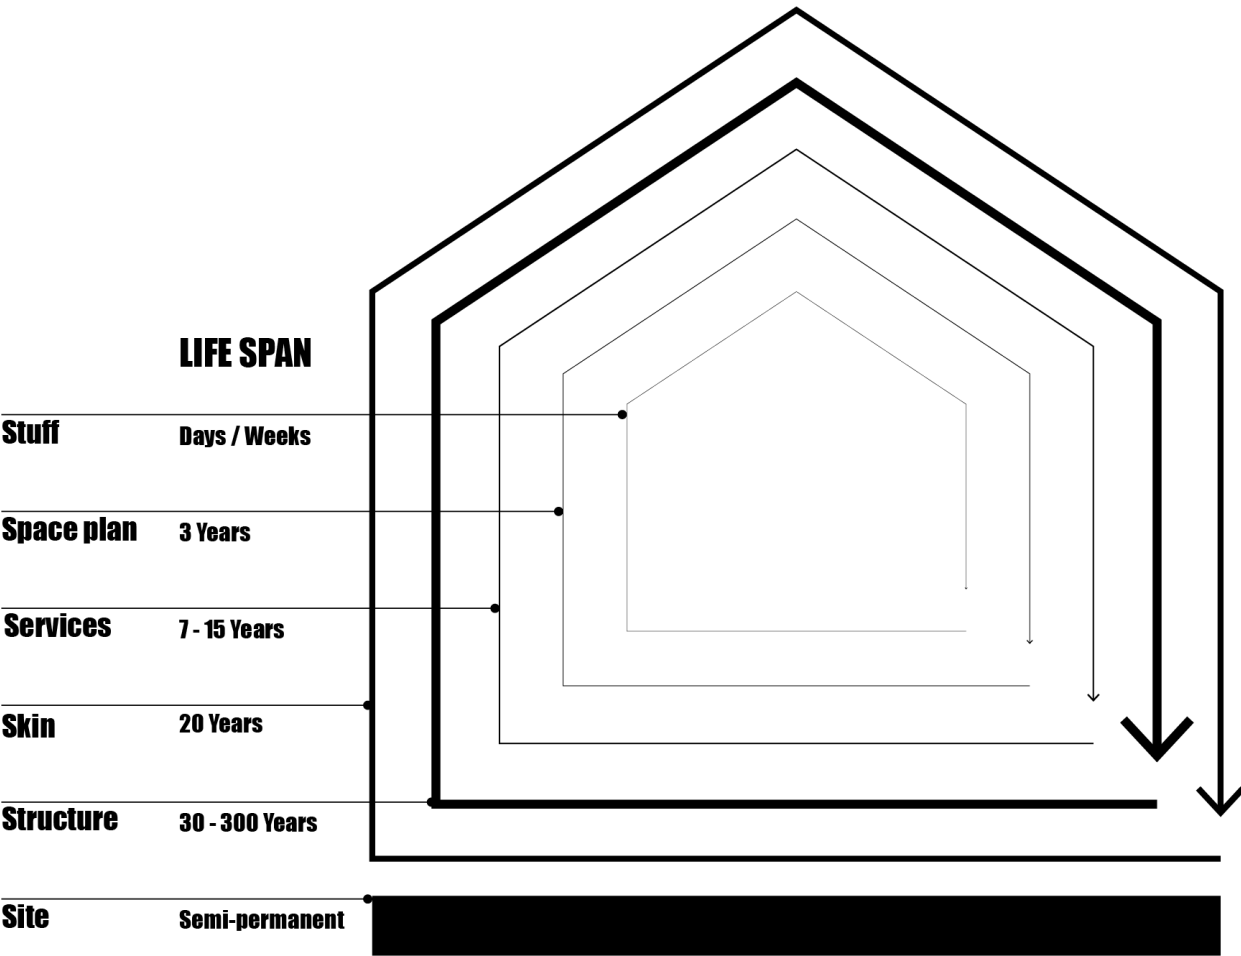 LIFE SPAN
Stuff Days / Weeks
Space plan 3 Years
Services 7 - 15 Years
Skin 20 Years
Structure 30 - 300 Years
Site Semi-permanent